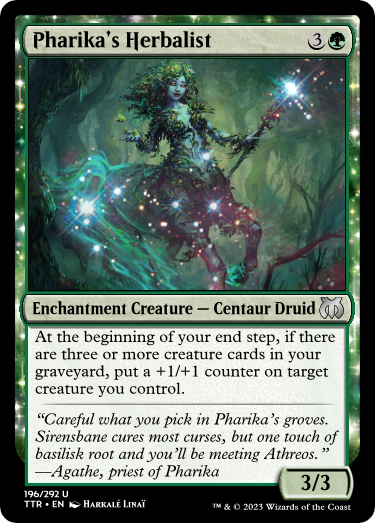 Pharika's Herbalist 3
Enchantment Creature — Centaur Druid
At the beginning of your end step, if there
are three or more creature cards in your
graveyard, put a +1/+1 counter on target
creature you control.
“Careful what you pick in Pharika's groves.
Sirensbane cures most curses, but one touch of
basilisk root and you'll be meeting Athreos.”
—Agathe, priest of Pharika
3/3
196/292 U
TTR • EN HARKALÉ LINAÏ
™ & © 2023 Wizards of the Coast